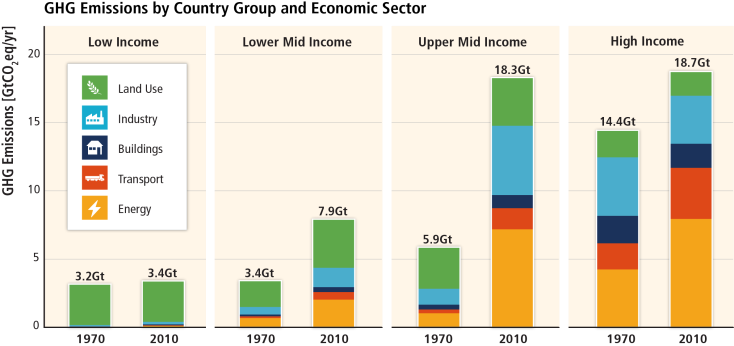 GHG Emissions by Country Group and Economic Sector
GHG Emissions [GtCO2eq/yr]
20
15
10
5
0
Low Income
Land Use
Industry
Buildings
Transport
Energy
3.2Gt
3.4Gt
1970
2010
Lower Mid Income
3.4Gt
7.9Gt
1970
2010
Upper Mid Income
5.9Gt
18.3Gt
1970
2010
High Income
14.4Gt
18.7Gt
1970
2010